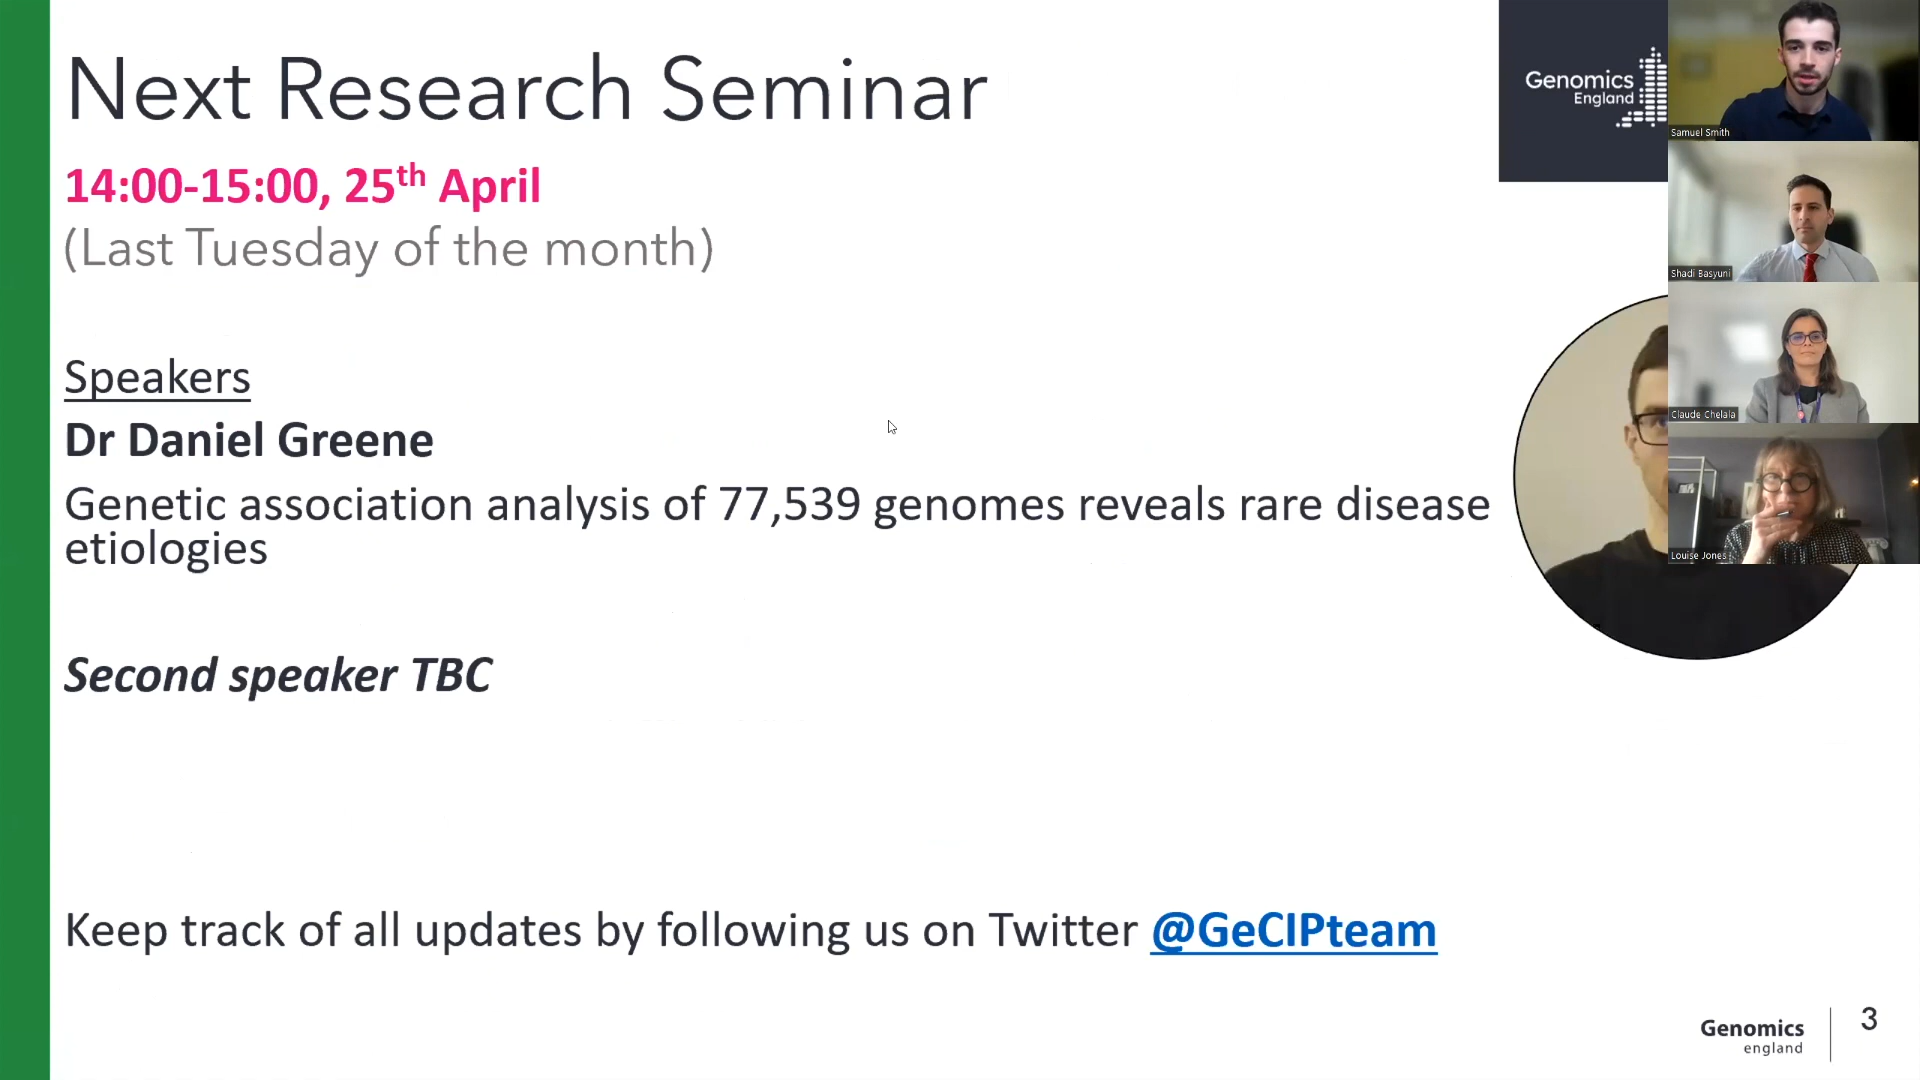 Next Research Seminar
14:00-15:00, 25th April
(Last Tuesday of the month)
Speakers
Dr Daniel Greene
Genetic association analysis of 77,539 genomes reveals rare disease
etiologies
Second speaker TBC
Keep track of all updates by following us on Twitter @GeCIPteam
Genomics
England
Samuel Smith
Shadi Basyuni
Claude Chelala
Louise Jones
Genomics
england
3